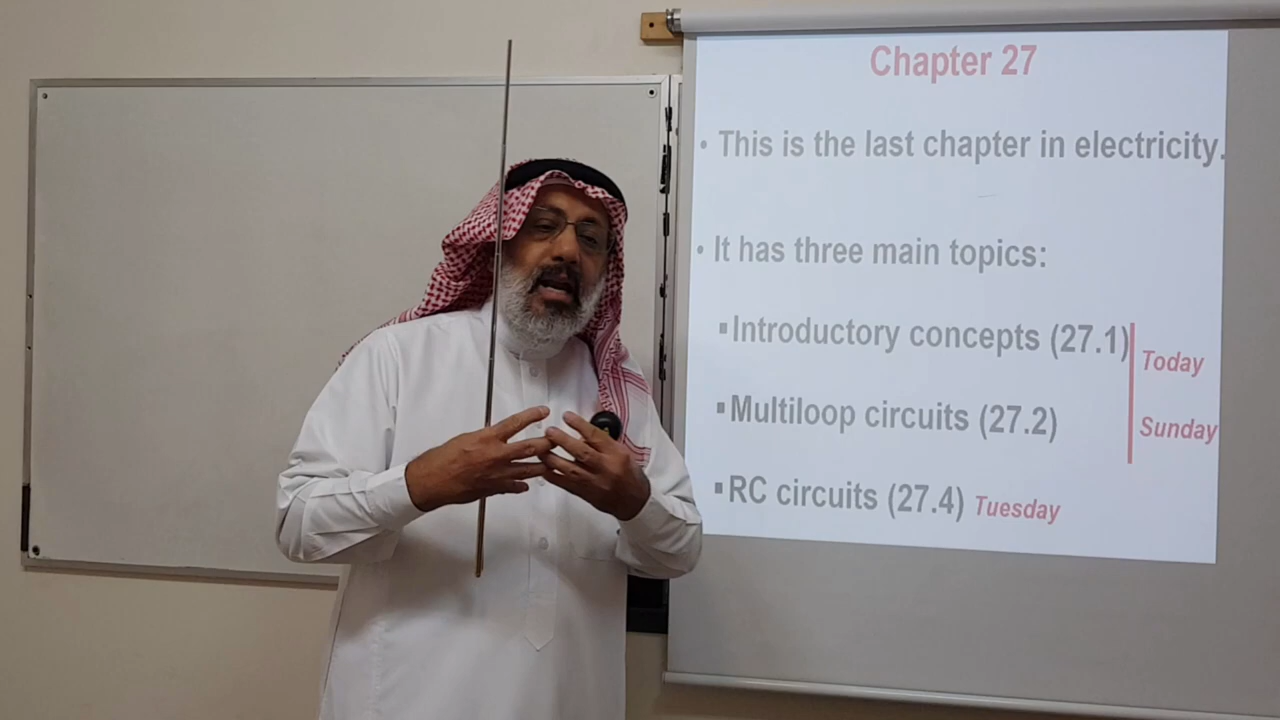 Chapter 27
• This is the last chapter in electricity.
• It has three main topics:
▪ Introductory concepts (27.1)
Today
▪ Multiloop circuits (27.2)
Sunday
▪ RC circuits (27.4) Tuesday